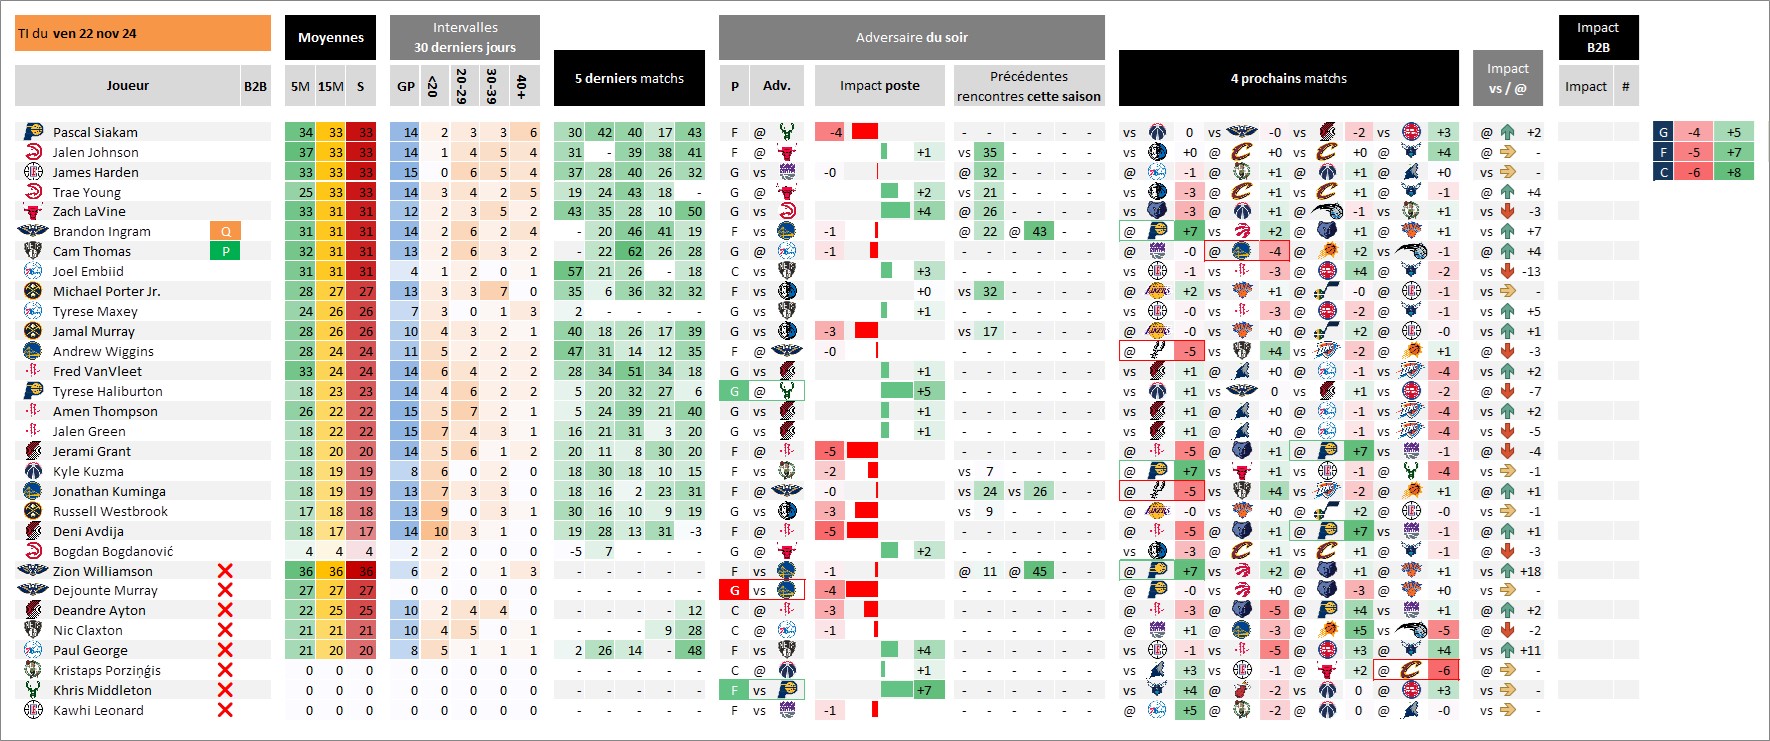 TI du ven 22 nov 24
Moyennes
Intervalles
30 derniers jours
5 derniers matchs
Adversaire du soir
4 prochains matchs
Impact
vs / @
Impact
B2B
Joueur B2B 5M 15M S GP <20 20-29 30-39 40+ P Adv. Impact poste Précédentes rencontres cette saison Impact #
Pascal Siakam 34 33 33 14 2 3 3 6 30 42 40 17 43 F @ -4 - - - - - vs 0 vs -0 vs -2 vs +3 @ +2 G -4 +5
Jalen Johnson 37 33 33 14 1 4 5 4 31 - 39 38 41 F @ +1 vs 35 - - - vs +0 @ +0 vs +0 @ +4 @ - F -5 +7
James Harden 33 33 33 15 0 6 5 4 37 28 40 26 32 G vs -0 @ 32 - - - @ -1 @ +1 @ +1 @ +0 vs - C -6 +8
Trae Young 25 33 33 14 3 4 2 5 19 24 43 18 - G @ +2 vs 21 - - - vs -3 @ +1 vs +1 @ -1 @ +4
Zach LaVine 33 31 31 12 2 3 5 2 43 35 28 10 50 G vs +4 @ 26 - - - vs -3 @ +1 @ -1 vs +1 vs -3
Brandon Ingram Q 31 31 31 14 2 6 2 4 - 20 46 41 19 F vs -1 @ 22 @ 43 - - @ +7 vs +2 @ +1 @ +1 vs +7
Cam Thomas P 32 31 31 13 2 6 3 2 - 22 62 26 28 G @ -1 - - - - - @ -0 @ -4 @ +2 vs -1 @ +4
Joel Embiid 31 31 31 4 1 2 0 1 57 21 26 - 18 C vs +3 - - - - - vs -1 vs -3 @ +4 @ -2 vs -13
Michael Porter Jr. 28 27 27 13 3 3 7 0 35 6 36 32 32 F vs +0 vs 32 - - - @ +2 vs +1 @ -0 @ -1 vs -
Tyrese Maxey 24 26 26 7 3 0 1 3 2 - - - - G vs +1 - - - - - vs -0 vs -3 @ -1 @ -2 vs +5
Jamal Murray 28 26 26 10 4 3 2 1 40 18 26 17 39 G vs -3 vs 17 - - - @ -0 vs +0 @ +2 @ -0 vs +1
Andrew Wiggins 28 24 24 11 5 2 2 2 47 31 14 12 35 F @ -0 - - - - - @ -5 vs +4 vs -2 @ +1 @ -3
Fred VanVleet 33 24 24 14 6 4 2 2 28 34 51 34 18 G vs +1 - - - - - vs +1 @ +0 @ -1 vs -4 vs +2
Tyrese Haliburton 18 23 23 14 4 6 2 2 5 20 32 27 6 G @ +5 - - - - - vs +1 vs 0 vs +1 vs +2 @ -7
Amen Thompson 26 22 22 15 5 7 2 1 5 24 39 21 40 G vs +1 - - - - - vs +1 @ +0 @ -1 vs -4 vs +2
Jalen Green 18 22 22 15 7 4 3 1 16 21 31 3 20 G vs +1 - - - - - vs +1 @ +0 @ -1 vs -4 vs -5
Jerami Grant 18 20 20 14 5 6 1 2 20 11 8 30 20 F @ -5 - - - - - @ -5 @ +1 @ +7 vs -1 @ -4
Kyle Kuzma 18 19 19 8 6 0 2 0 18 30 18 10 15 F vs -2 vs 7 - - - @ +7 vs +1 vs -1 @ -4 vs -1
Jonathan Kuminga 18 19 19 13 7 3 3 0 18 16 2 23 31 F @ -0 vs 24 vs 26 - - @ -5 vs +4 vs -2 @ +1 @ +1
Russell Westbrook 17 18 18 13 9 0 3 1 30 16 10 9 19 G vs -3 vs 9 - - - @ -0 vs +0 @ +2 @ -0 vs -1
Deni Avdija 18 17 17 14 10 3 1 0 19 28 13 31 -3 F @ -5 - - - - - @ -5 @ +1 @ +7 vs -1 @ +1
Bogdan Bogdanović 4 4 4 2 2 0 0 0 -5 7 - - - G @ +2 - - - - - vs -3 @ +1 vs +1 @ -1 @ -3
Zion Williamson 36 36 36 6 2 0 1 3 - - - - - F vs -1 @ 11 @ 45 - - @ +7 vs +2 @ +1 @ +1 vs +18
Dejounte Murray 27 27 27 0 0 0 0 0 - - - - - G vs -4 - - - - - @ -0 vs -0 @ -3 @ +0 vs -
Deandre Ayton 22 25 25 10 2 4 4 0 - - - - 12 C @ -3 - - - - - @ -3 @ -5 @ +4 vs +1 @ +2
Nic Claxton 21 21 21 10 4 5 0 1 - - - 9 28 C @ -1 - - - - - @ +1 @ -3 @ +5 vs -5 @ -2
Paul George 21 20 20 8 5 1 1 1 2 26 14 - 48 F vs +4 - - - - - vs -1 vs -5 @ +3 @ +4 vs +11
Kristaps Porziņģis 0 0 0 0 0 0 0 0 - - - - - C @ +1 - - - - - vs +3 vs -1 @ +2 @ -6 @ -
Khris Middleton 0 0 0 0 0 0 0 0 - - - - - F vs +7 - - - - - vs +4 @ -2 vs 0 @ +3 vs -
Kawhi Leonard 0 0 0 0 0 0 0 0 - - - - - F vs -1 - - - - - @ +5 @ -2 @ 0 @ -0 vs -